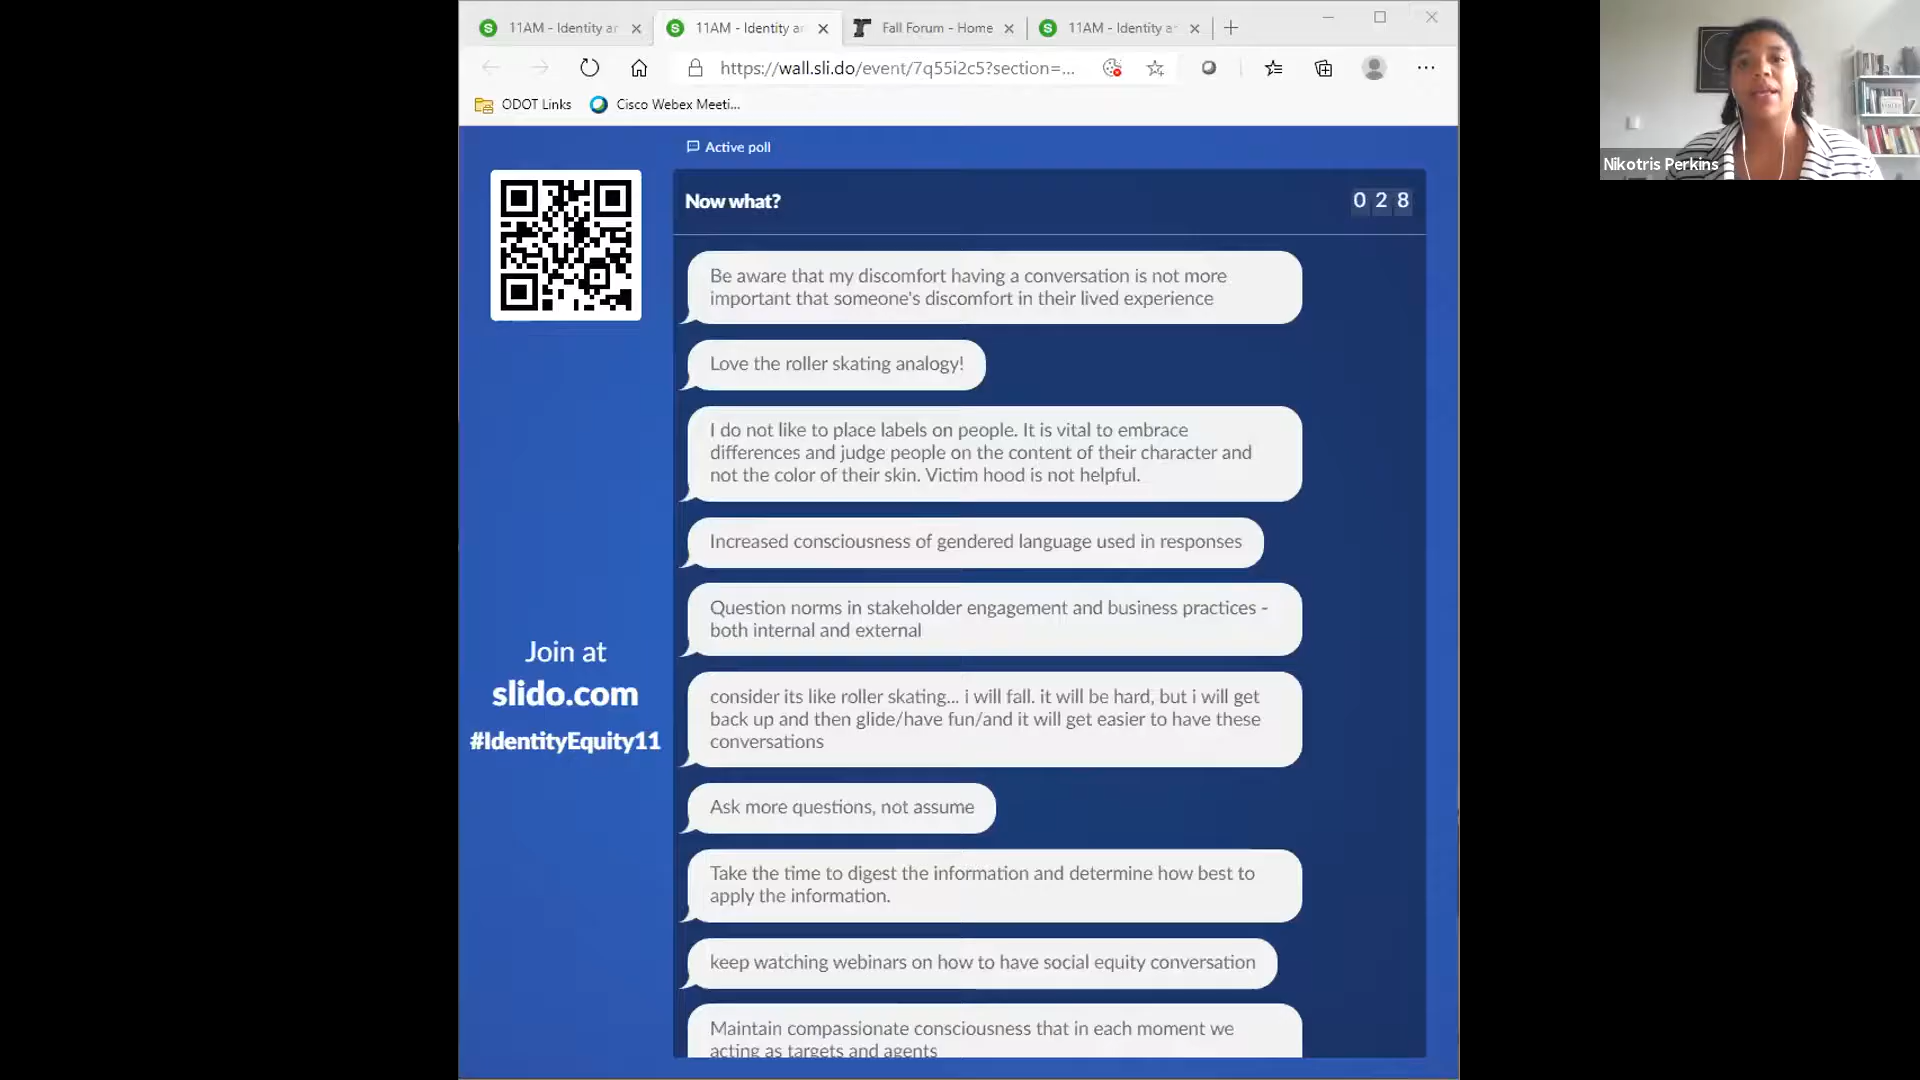 11AM - Identity ar
11AM - Identity ar
Fall Forum - Home
11AM - Identity a
https://wall.sli.do/event/7q55i2c5?section=...
ODOT Links
Cisco Webex Meeti...
Nikotris Perkins
Active poll
Now what?
028
Be aware that my discomfort having a conversation is not more
important that someone's discomfort in their lived experience
Love the roller skating analogy!
I do not like to place labels on people. It is vital to embrace
differences and judge people on the content of their character and
not the color of their skin. Victim hood is not helpful.
Increased consciousness of gendered language used in responses
Question norms in stakeholder engagement and business practices -
both internal and external
consider its like roller skating... i will fall. it will be hard, but i will get
back up and then glide/have fun/and it will get easier to have these
conversations
Ask more questions, not assume
Take the time to digest the information and determine how best to
apply the information.
keep watching webinars on how to have social equity conversation
Maintain compassionate consciousness that in each moment we
acting as targets and agents
Join at
slido.com
#IdentityEquity11